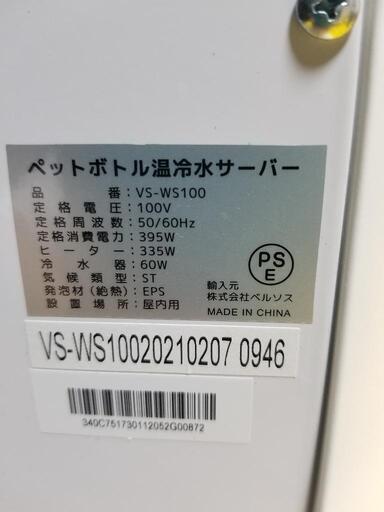 ペットボトル温冷水サーバー
品番：VS-WS100
定格電圧：100V
定格周波数：50/60Hz
定格消費電力：395W
ヒーター：335W
冷水器：60W
気候類型：ST
発泡材(絶熱)：EPS
設置場所：屋内用
PS
E
輸入元
株式会社ベルソス
MADE IN CHINA
VS-WS10020210207 0946
340C751730112052G00872